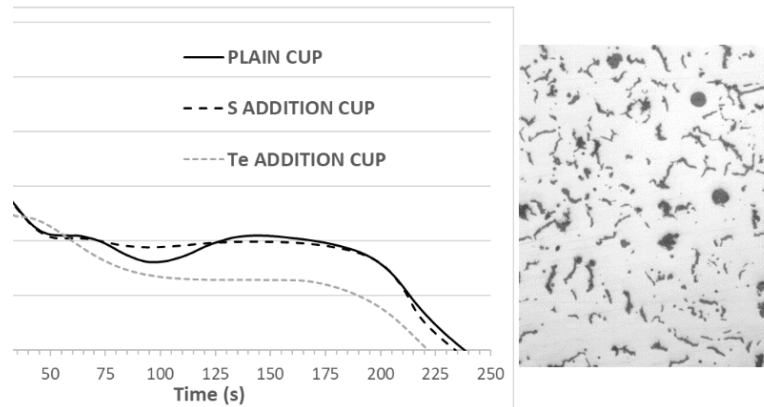 PLAIN CUP
S ADDITION CUP
Te ADDITION CUP
50 75 100 125 150 175 200 225 250
Time (s)